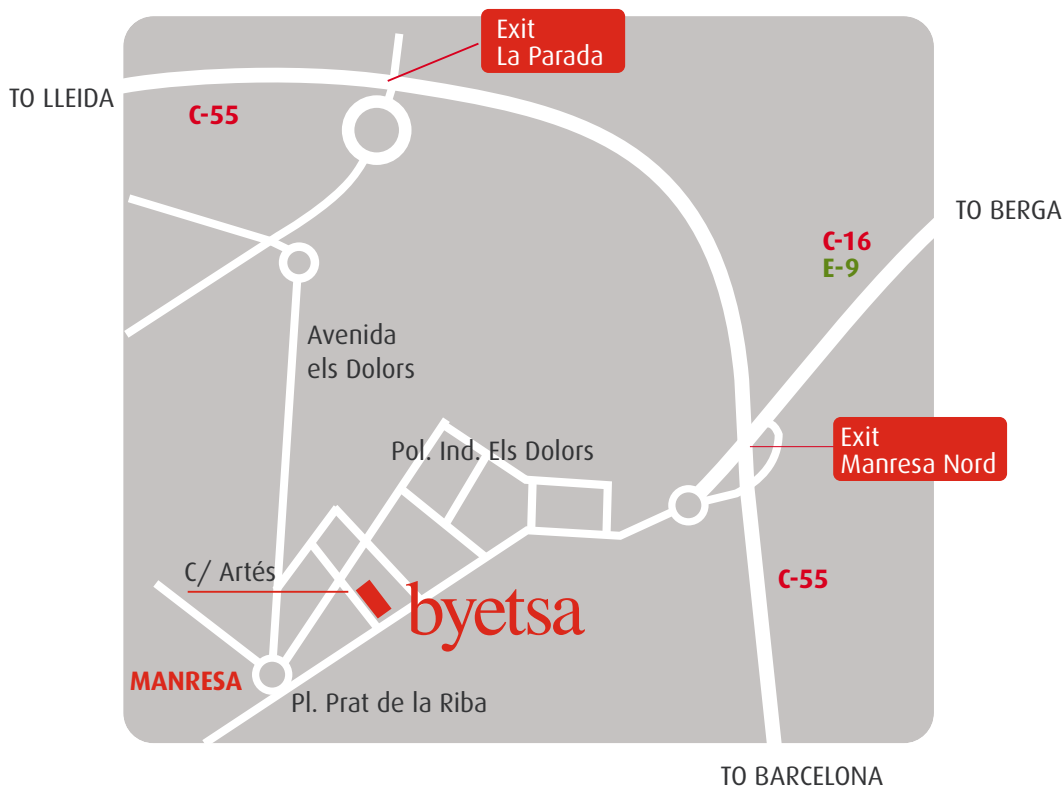 Exit
La Parada
TO LLEIDA
C-55
TO BERGA
C-16
E-9
Avenida
els Dolors
Exit
Manresa Nord
Pol. Ind. Els Dolors
C/ Artés
C-55
byetsa
MANRESA
Pl. Prat de la Riba
TO BARCELONA